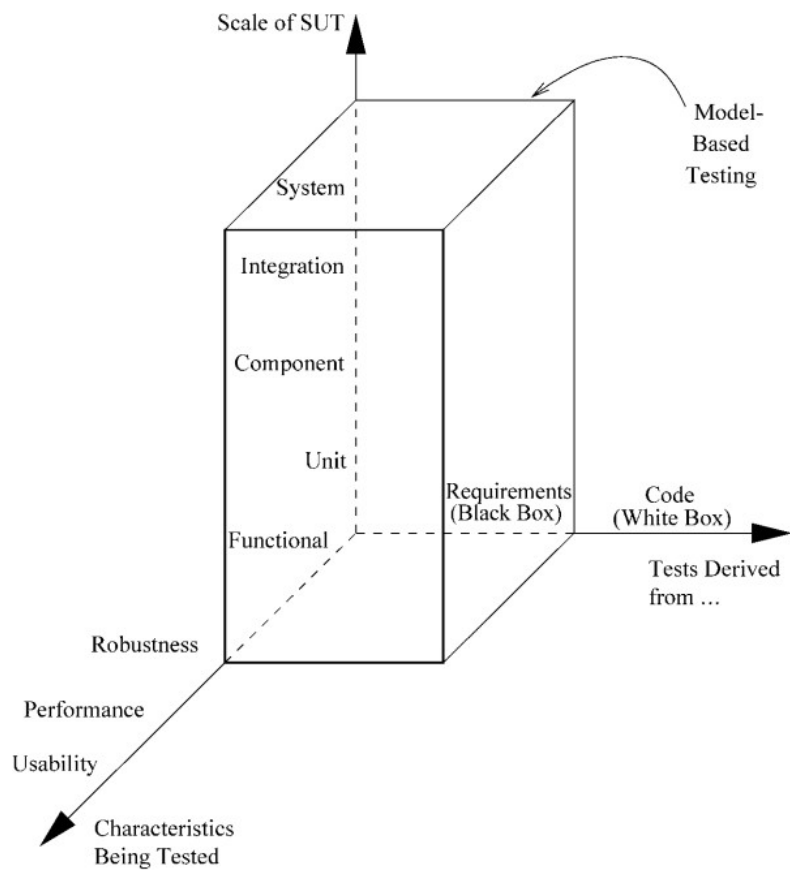 Scale of SUT
Model-
Based
Testing
System
Integration
Component
Unit
Requirements
(Black Box)
Code
(White Box)
Functional
Tests Derived
from ...
Robustness
Performance
Usability
Characteristics
Being Tested